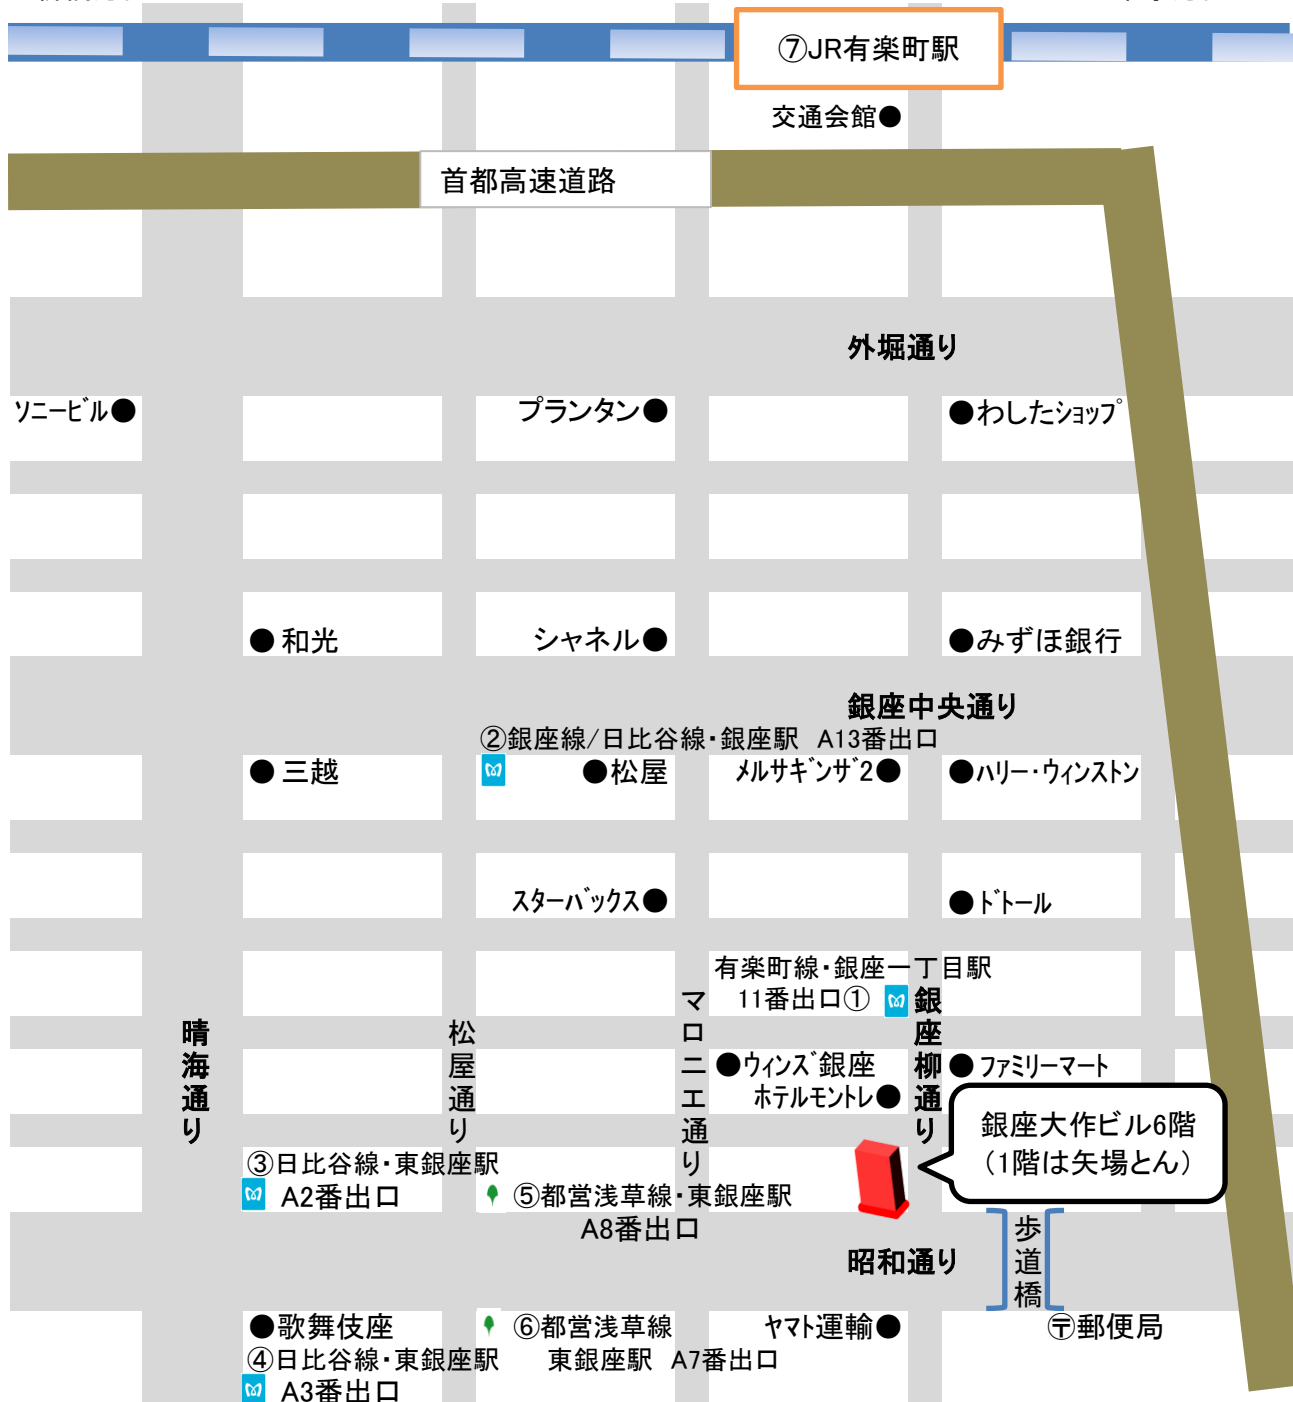 ⑦JR有楽町駅
交通会館●
首都高速道路
外堀通り
ソニービル●
プランタン●
●わしたショップ
●和光
シャネル●
●みずほ銀行
銀座中央通り
②銀座線/日比谷線・銀座駅 A13番出口
●三越
●松屋
メルサギンザ2●
●ハリー・ウィンストン
スターバックス●
●ドトール
有楽町線・銀座一丁目駅
11番出口①
晴海通り
松屋通り
マロニエ通り
銀座柳通り
●ウィンズ銀座
●ファミリーマート
ホテルモントレ●
銀座大作ビル6階
(1階は矢場とん)
③日比谷線・東銀座駅
A2番出口
⑤都営浅草線・東銀座駅
A8番出口
昭和通り
歩道橋
●歌舞伎座
⑥都営浅草線
東銀座駅 A7番出口
ヤマト運輸●
〶郵便局
④日比谷線・東銀座駅
A3番出口